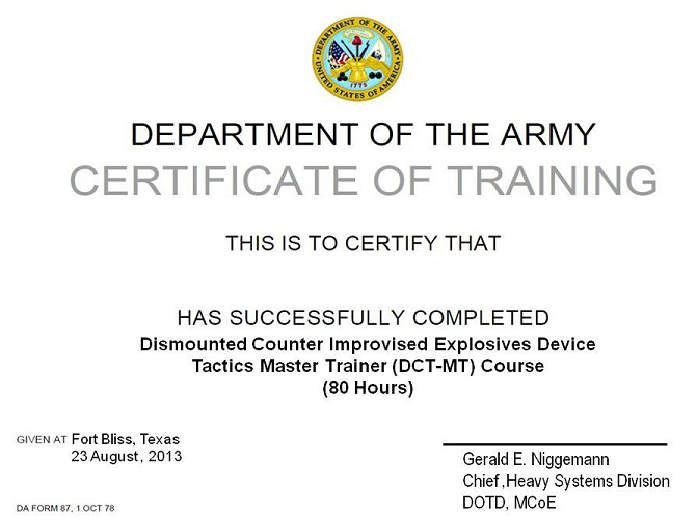 DEPARTMENT OF THE ARMY
UNITED STATES OF AMERICA
1775
DEPARTMENT OF THE ARMY
CERTIFICATE OF TRAINING
THIS IS TO CERTIFY THAT
HAS SUCCESSFULLY COMPLETED
Dismounted Counter Improvised Explosives Device
Tactics Master Trainer (DCT-MT) Course
(80 Hours)
GIVEN AT Fort Bliss, Texas
23 August, 2013
Gerald E. Niggemann
Chief,Heavy Systems Division
DOTD, MCoE
DA FORM 87, 1 OCT 78